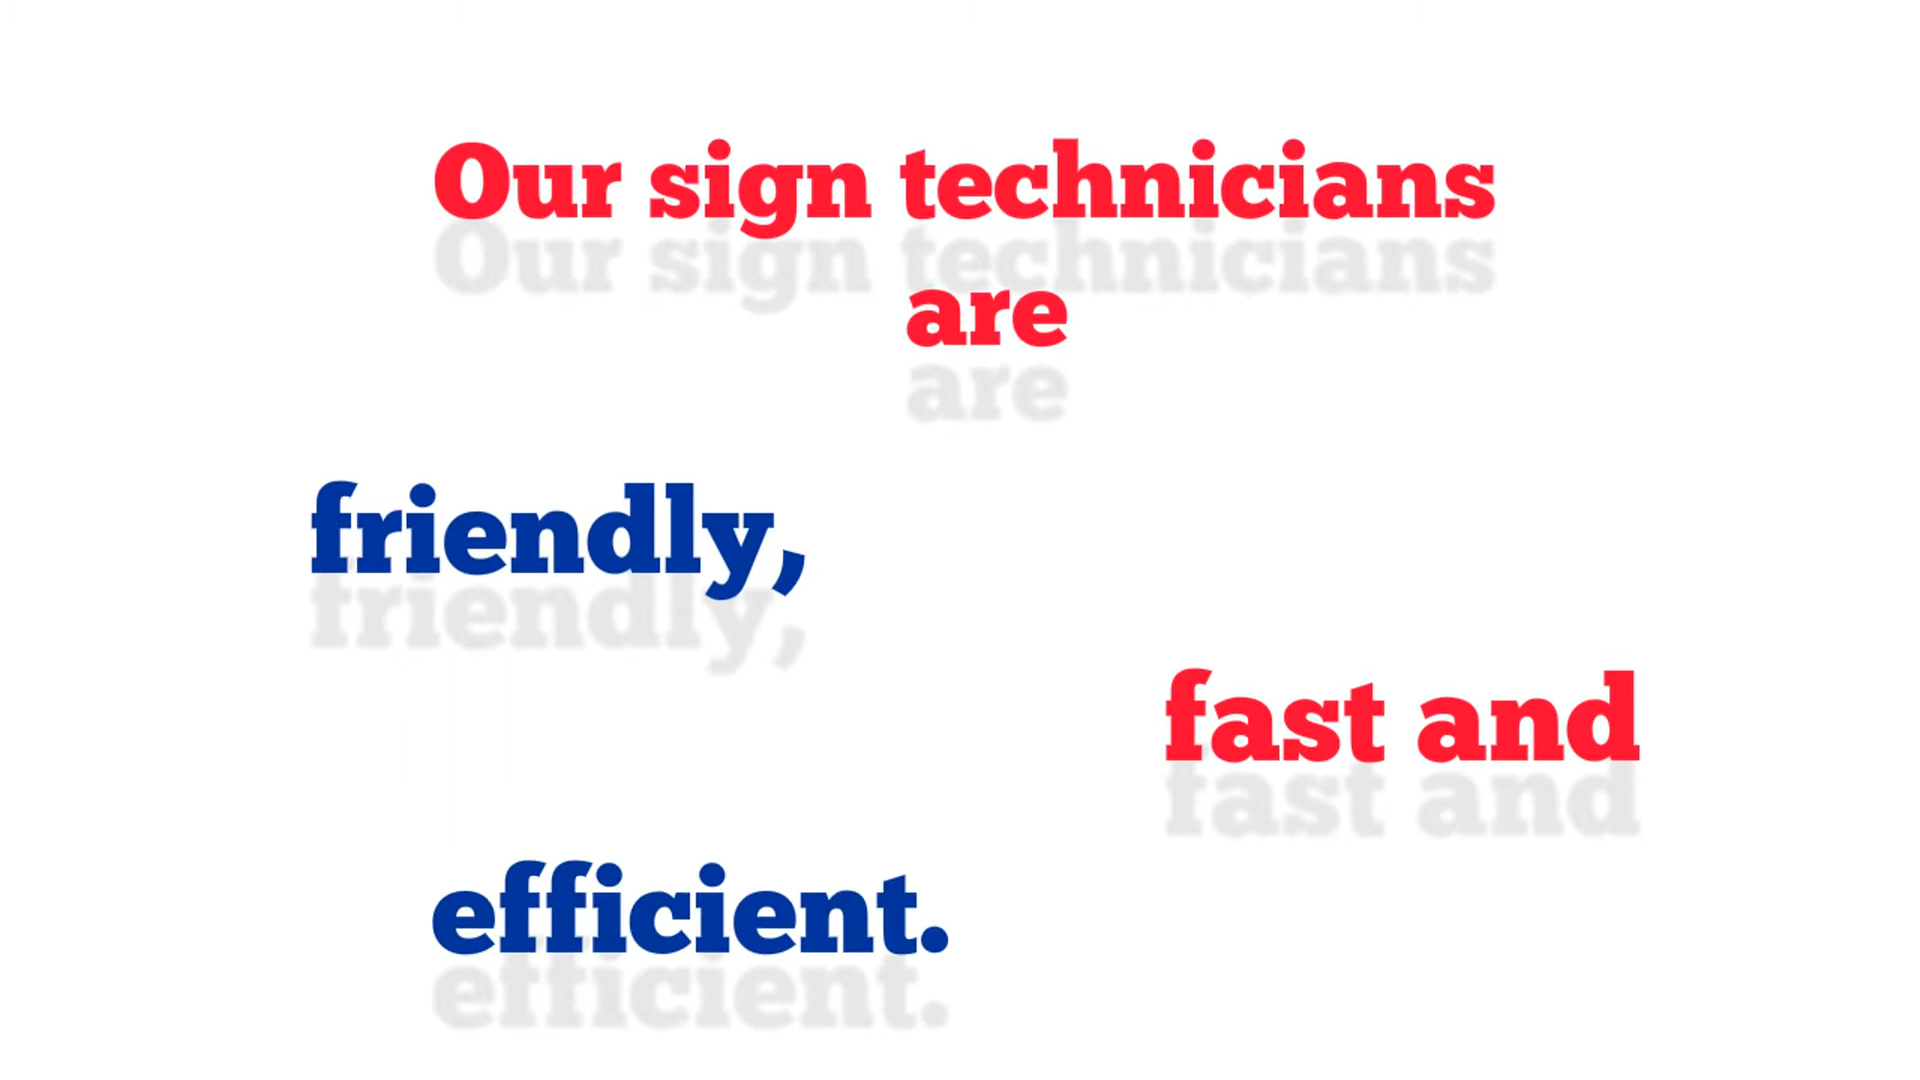 Our sign technicians
are
friendly,
fast and
efficient.